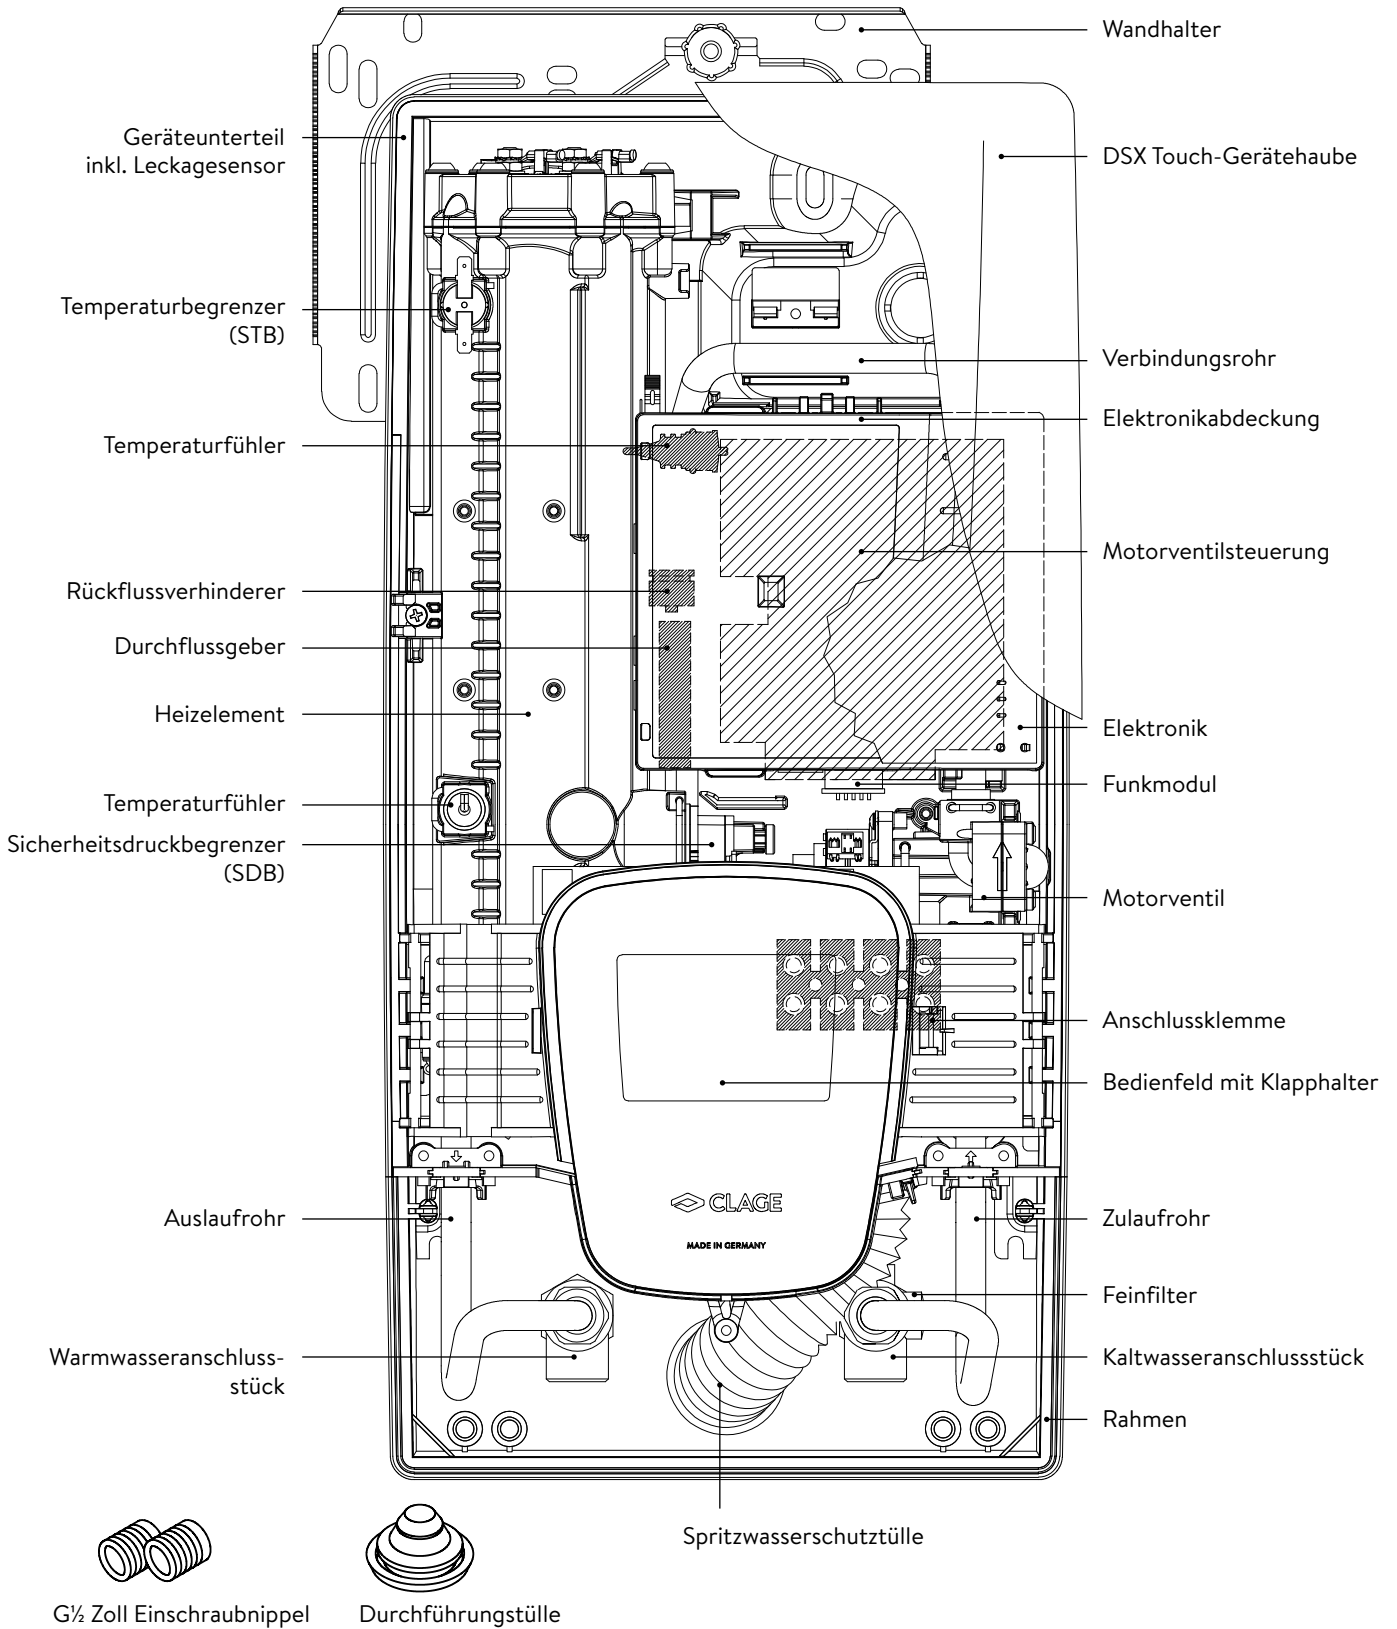 Wandhalter
Geräteunterteil
inkl. Leckagesensor
DSX Touch-Gerätehaube
Temperaturbegrenzer
(STB)
Verbindungsrohr
Elektronikabdeckung
Temperaturfühler
Motorventilsteuerung
Rückflussverhinderer
Durchflussgeber
Heizelement
Elektronik
Funkmodul
Temperaturfühler
Sicherheitsdruckbegrenzer
(SDB)
Motorventil
Anschlussklemme
Bedienfeld mit Klapphalter
CLAGE
MADE IN GERMANY
Auslaufrohr
Zulaufrohr
Feinfilter
Warmwasseranschluss-
stück
Kaltwasseranschlussstück
Rahmen
Spritzwasserschutztülle
G½ Zoll Einschraubnippel
Durchführungstülle